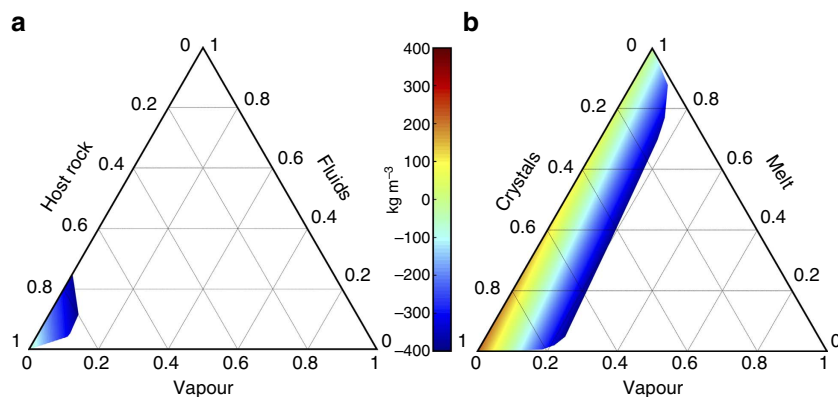 a
b
0 1
0.2 0.8
0.4 0.6
0.6 0.4
0.8 0.2
1 0
Host rock
Fluids
0 0.2 0.4 0.6 0.8 1
Vapour
400
300
200
100
0
−100
−200
−300
−400
kg m⁻³
0 1
0.2 0.8
0.4 0.6
0.6 0.4
0.8 0.2
1 0
Crystals
Melt
0 0.2 0.4 0.6 0.8 1
Vapour